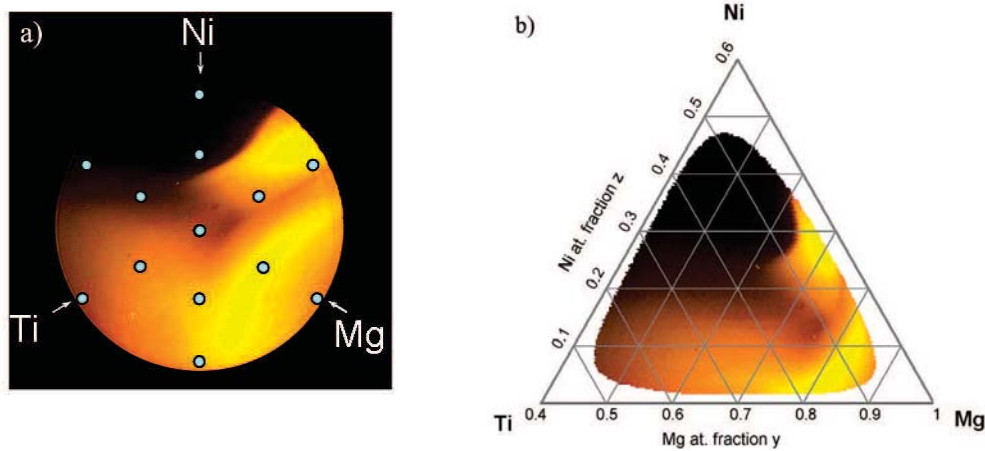 a)
Ni
Ti
Mg
b)
Ni
0.6
0.5
0.4
0.3
0.2
0.1
Ni at. fraction z
Ti
0.4
0.5
0.6
0.7
0.8
0.9
1
Mg
Mg at. fraction y